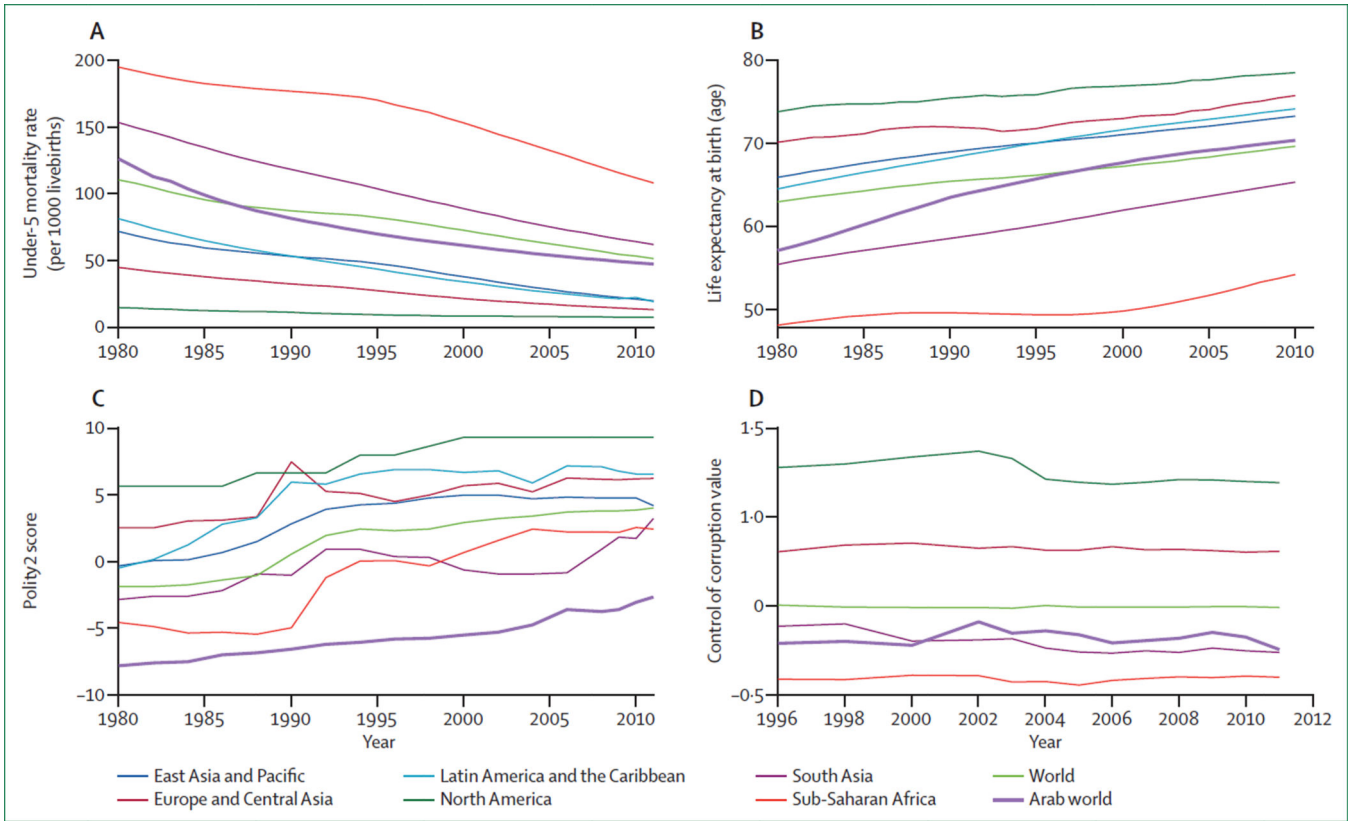 A
Under-5 mortality rate
(per 1000 livebirths)
200
150
100
50
0
1980 1985 1990 1995 2000 2005 2010
B
Life expectancy at birth (age)
80
70
60
50
1980 1985 1990 1995 2000 2005 2010
C
Polity2 score
10
5
0
–5
–10
1980 1985 1990 1995 2000 2005 2010
Year
D
Control of corruption value
1·5
1·0
0
–0·5
1996 1998 2000 2002 2004 2006 2008 2010 2012
Year
East Asia and Pacific
Europe and Central Asia
Latin America and the Caribbean
North America
South Asia
Sub-Saharan Africa
World
Arab world